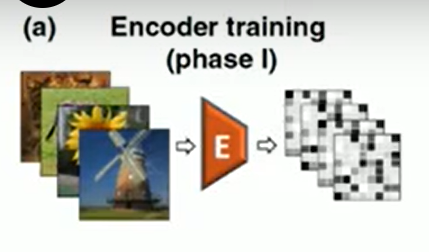 (a) Encoder training
(phase I)
E